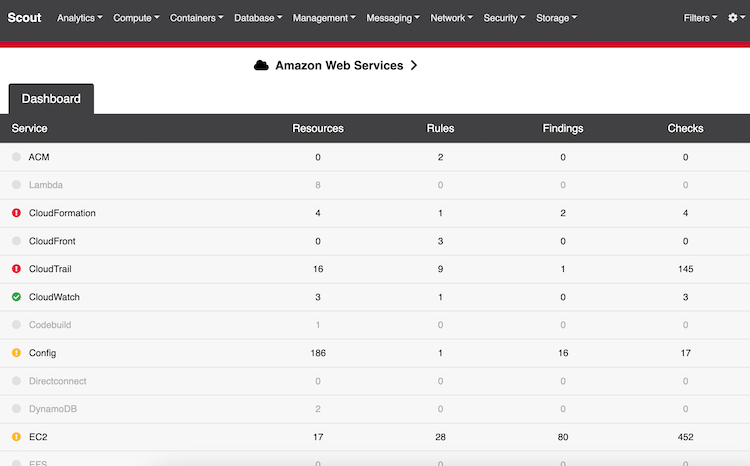 Scout Analytics Compute Containers Database Management Messaging Network Security Storage Filters
Amazon Web Services
Dashboard
Service Resources Rules Findings Checks
ACM 0 2 0 0
Lambda 8 0 0 0
CloudFormation 4 1 2 4
CloudFront 0 3 0 0
CloudTrail 16 9 1 145
CloudWatch 3 1 0 3
Codebuild 1 0 0 0
Config 186 1 16 17
Directconnect 0 0 0 0
DynamoDB 2 0 0 0
EC2 17 28 80 452
EFS 0 0 0 0